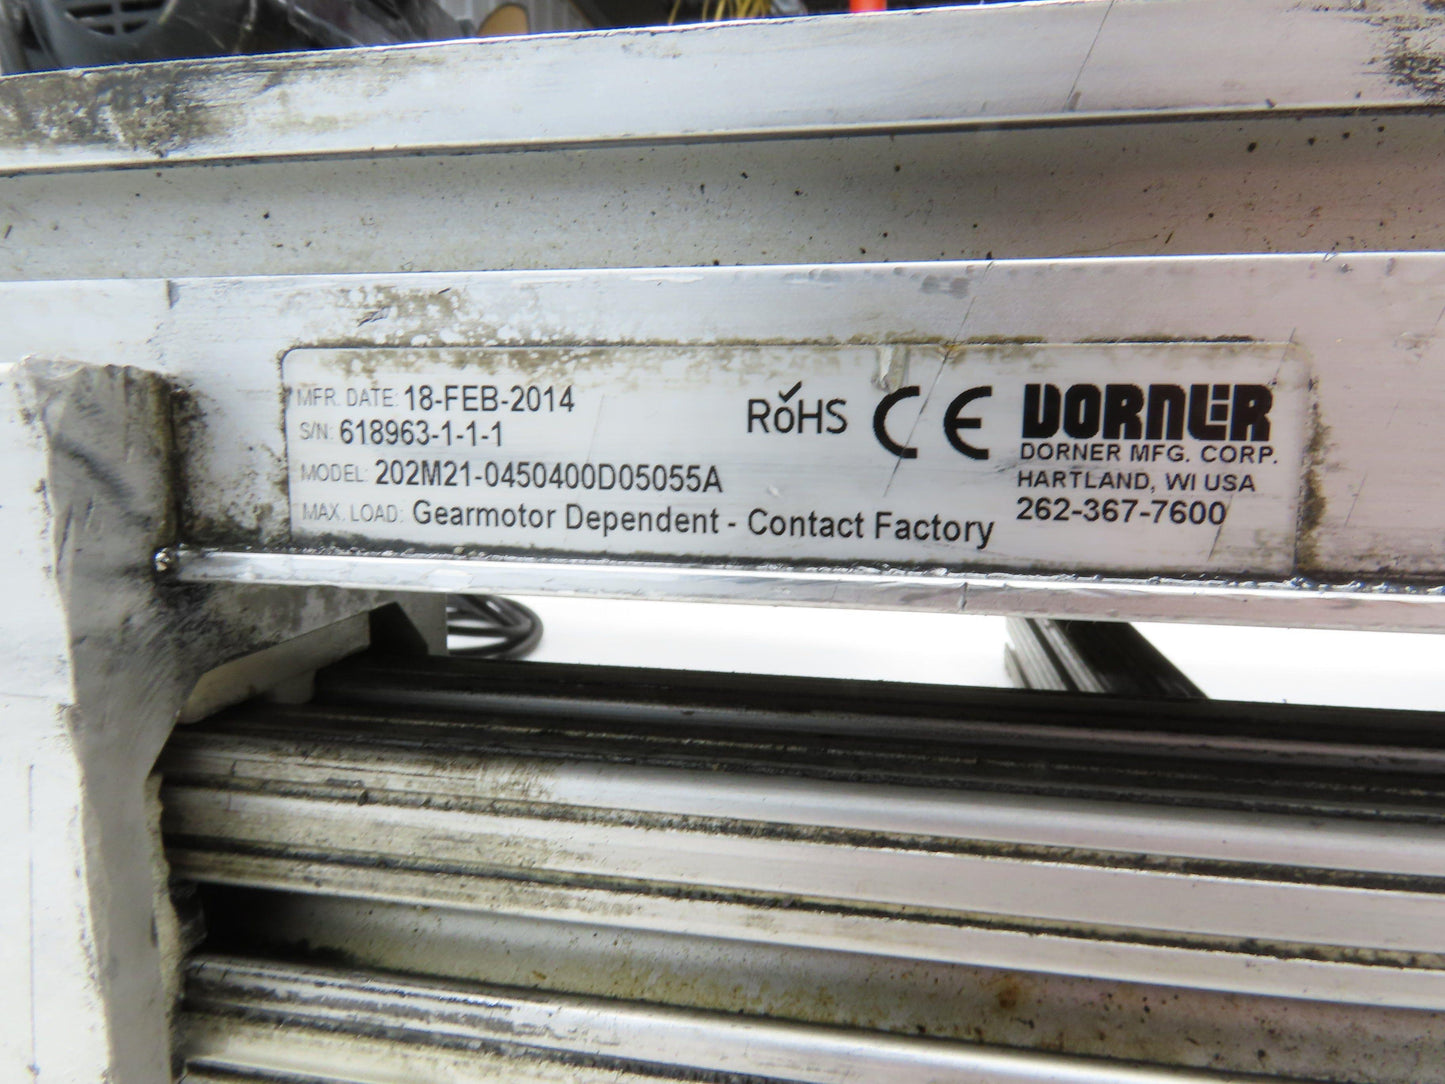 MFR. DATE: 18-FEB-2014
S/N: 618963-1-1-1
MODEL: 202M21-0450400D05055A
MAX. LOAD: Gearmotor Dependent - Contact Factory
RoHS CE
DORNER
DORNER MFG. CORP.
HARTLAND, WI USA
262-367-7600